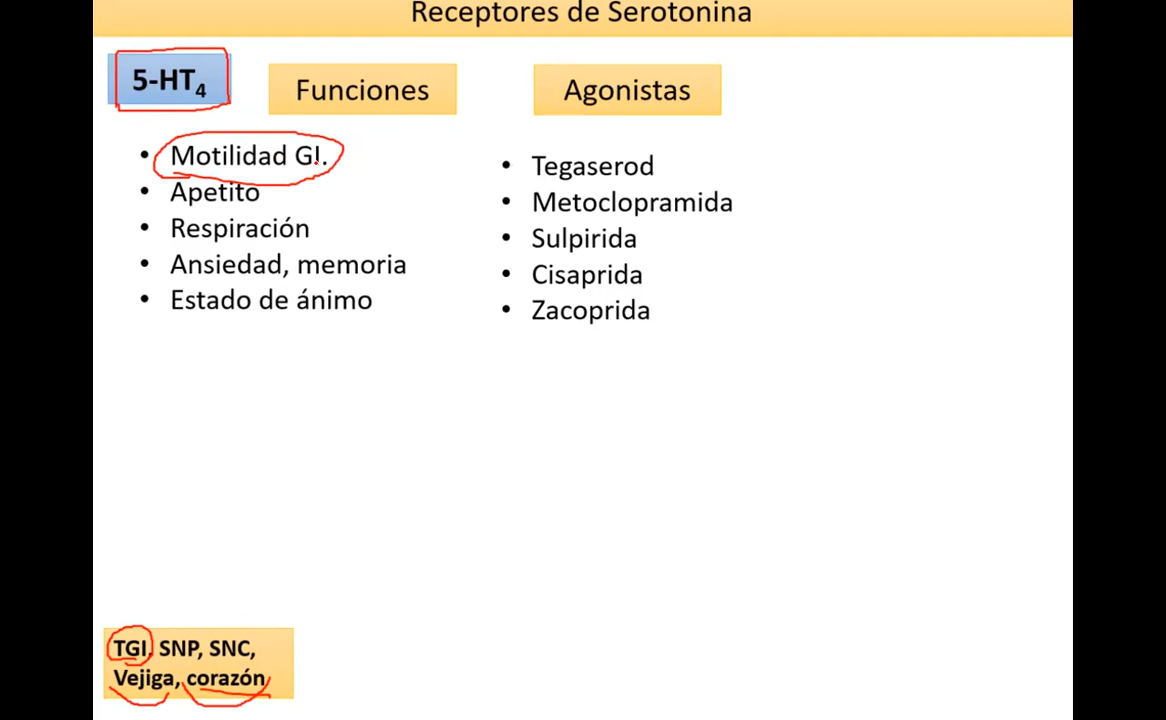 Receptores de Serotonina
5-HT₄
Funciones
Agonistas
• Motilidad GI.
• Apetito
• Respiración
• Ansiedad, memoria
• Estado de ánimo
• Tegaserod
• Metoclopramida
• Sulpirida
• Cisaprida
• Zacoprida
TGI, SNP, SNC,
Vejiga, corazón